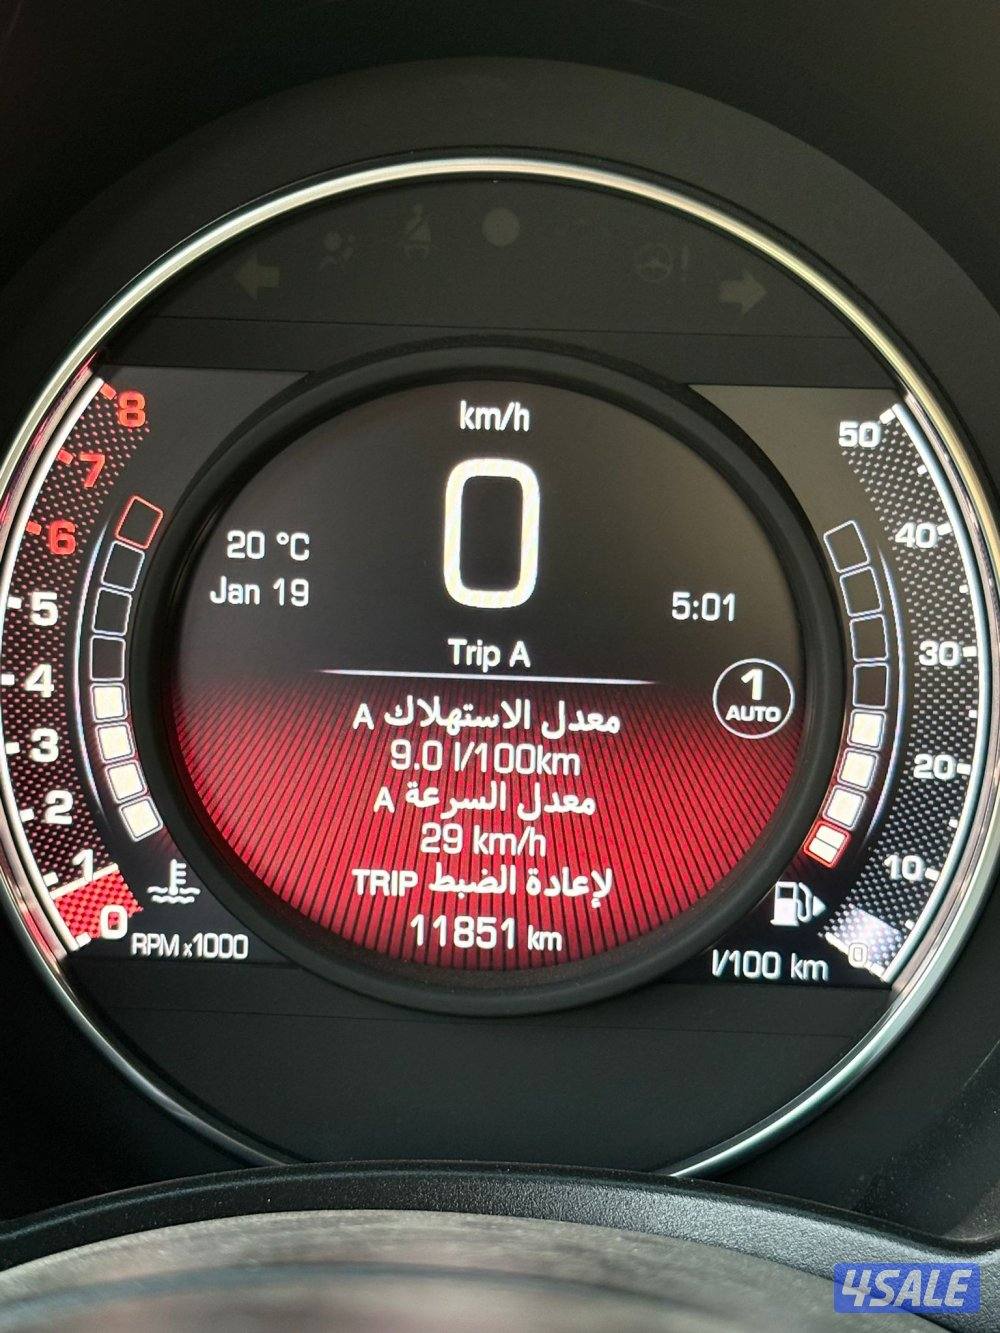 km/h
0
20 °C
Jan 19
5:01
Trip A
1
AUTO
معدل الاستهلاك A
9.0 l/100km
معدل السرعة A
29 km/h
لإعادة الضبط TRIP
11851 km
8
7
6
5
4
3
2
1
0
RPM x1000
50
40
30
20
10
0
l/100 km
4SALE